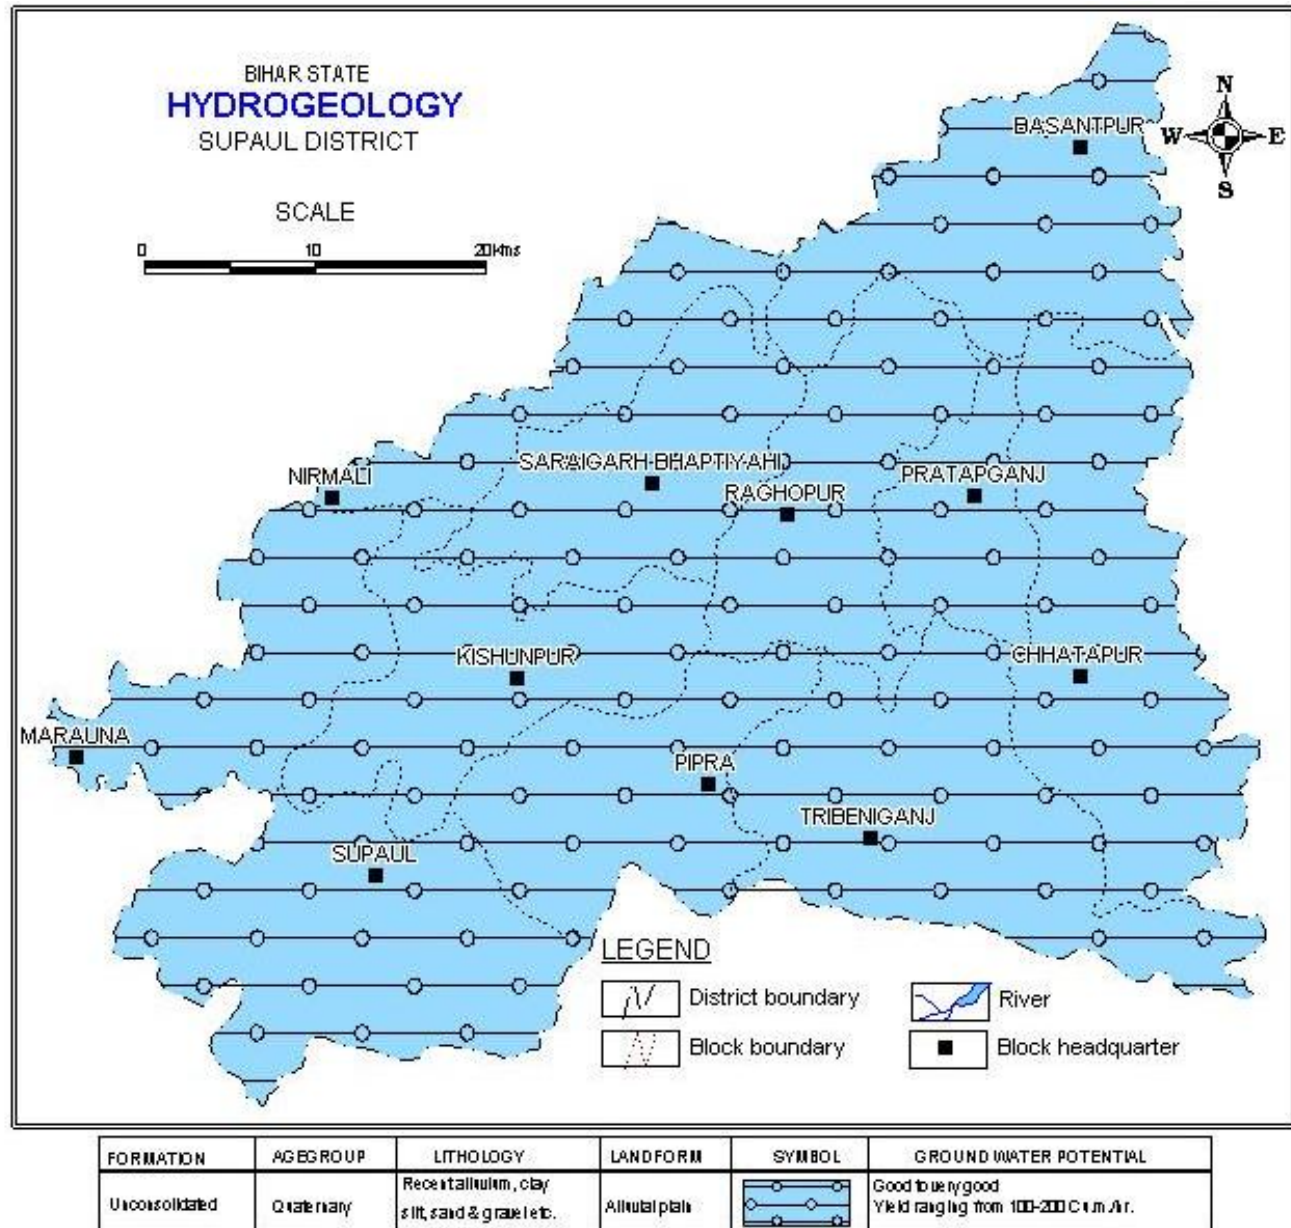 BIHAR STATE
HYDROGEOLOGY
SUPAUL DISTRICT
SCALE
0 10 20kms
N
W E
S
BASANTPUR
NIRMALI
SARAIGARH BHAPTIYAHI
RAGHOPUR
PRATAPGANJ
KISHUNPUR
CHHATAPUR
MARAUNA
PIPRA
TRIBENIGANJ
SUPAUL
LEGEND
District boundary
River
Block boundary
Block headquarter
FORMATION AGEGROUP LITHOLOGY LANDFORM SYMBOL GROUND WATER POTENTIAL
Unconsolidated Quaternary Recent alluvium, clay silt, sand & gravel etc. Alluvial plain Good to very good
Yield ranging from 100-200 Cu.m./hr.